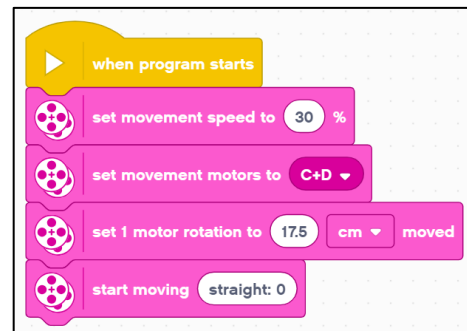 when program starts
set movement speed to 30 %
set movement motors to C+D
set 1 motor rotation to 17.5 cm moved
start moving straight: 0